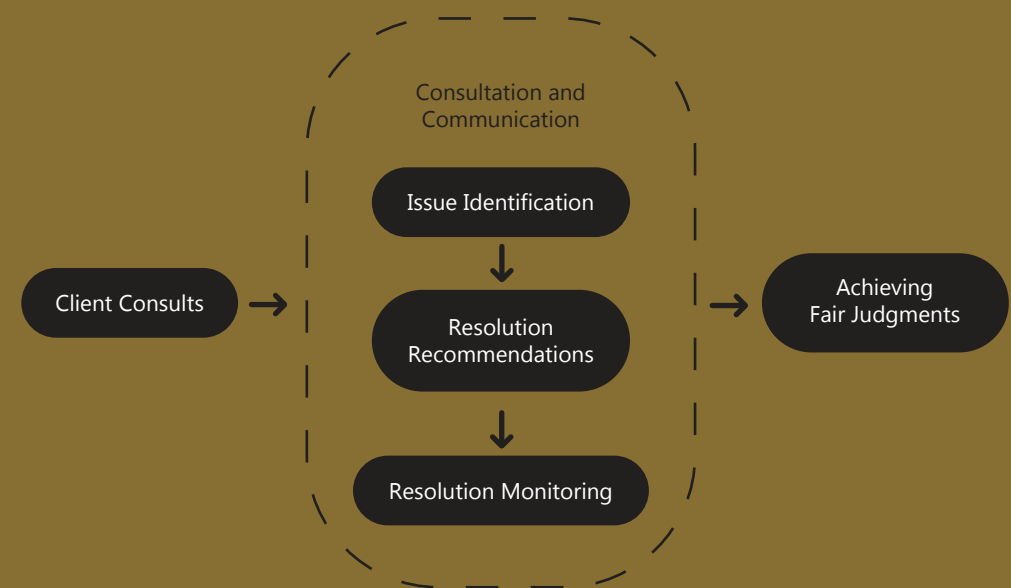 Consultation and
Communication
Issue Identification
Client Consults
Resolution
Recommendations
Achieving
Fair Judgments
Resolution Monitoring